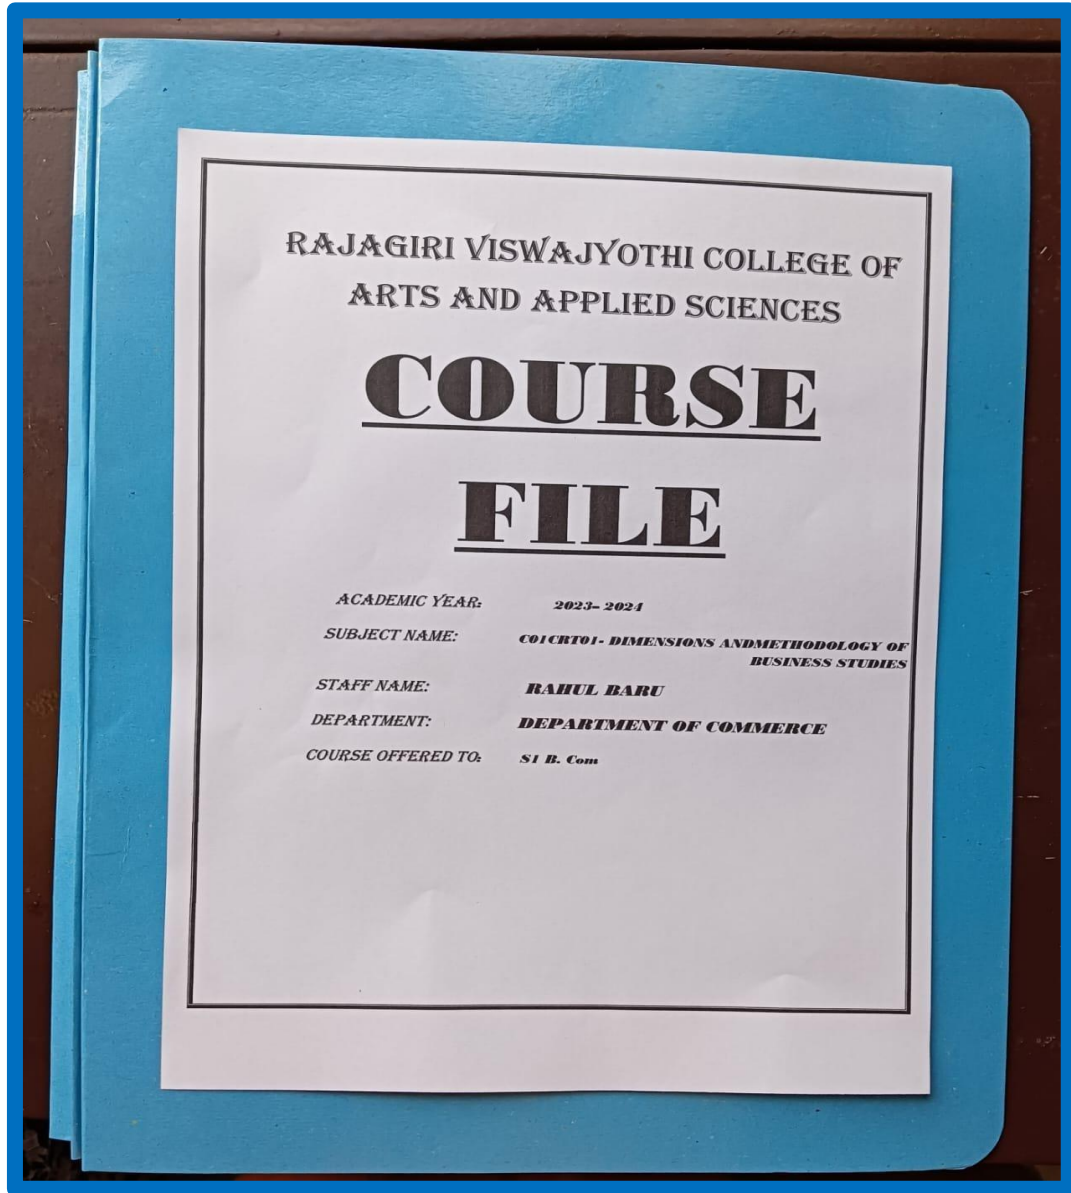 RAJAGIRI VISWAJYOTHI COLLEGE OF
ARTS AND APPLIED SCIENCES
COURSE
FILE
ACADEMIC YEAR: 2023– 2024
SUBJECT NAME: C01CRT01- DIMENSIONS ANDMETHODOLOGY OF
BUSINESS STUDIES
STAFF NAME: RAHUL BARU
DEPARTMENT: DEPARTMENT OF COMMERCE
COURSE OFFERED TO: S1 B. Com